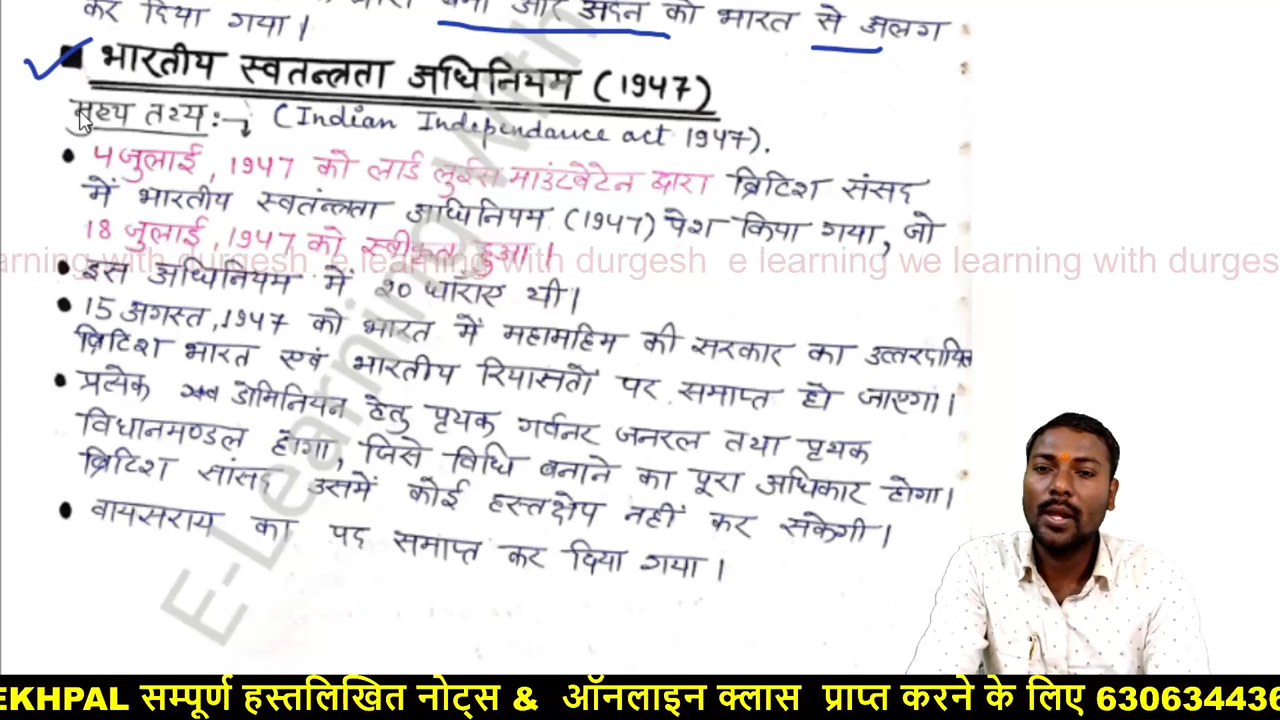 बर्मा और अदन को भारत से अलग
कर दिया गया।
भारतीय स्वतन्त्रता अधिनियम (1947)
मुख्य तथ्य :→ (Indian Independance act 1947).
• 4 जुलाई, 1947 को लार्ड लुईस माउंटबेटेन द्वारा ब्रिटिश संसद
में भारतीय स्वतंन्त्रता अधिनियम (1947) पेश किया गया, जो
18 जुलाई, 1947 को स्वीकृत हुआ।
earning with durgesh e learning with durgesh e learning we learning with durges
• इस अधिनियम में 20 धाराएं थी।
• 15 अगस्त, 1947 को भारत में महामहिम की सरकार का उत्तरदायित्व
ब्रिटिश भारत एवं भारतीय रियासतों पर समाप्त हो जाएगा।
• प्रत्येक डोमिनियन हेतु पृथक गर्वनर जनरल तथा पृथक
विधानमण्डल होगा, जिसे विधि बनाने का पूरा अधिकार होगा।
ब्रिटिश सांसद उसमें कोई हस्तक्षेप नहीं कर सकेगी।
• वायसराय का पद समाप्त कर दिया गया।
E-Learning with
EKHPAL सम्पूर्ण हस्तलिखित नोट्स & ऑनलाइन क्लास प्राप्त करने के लिए 630634436